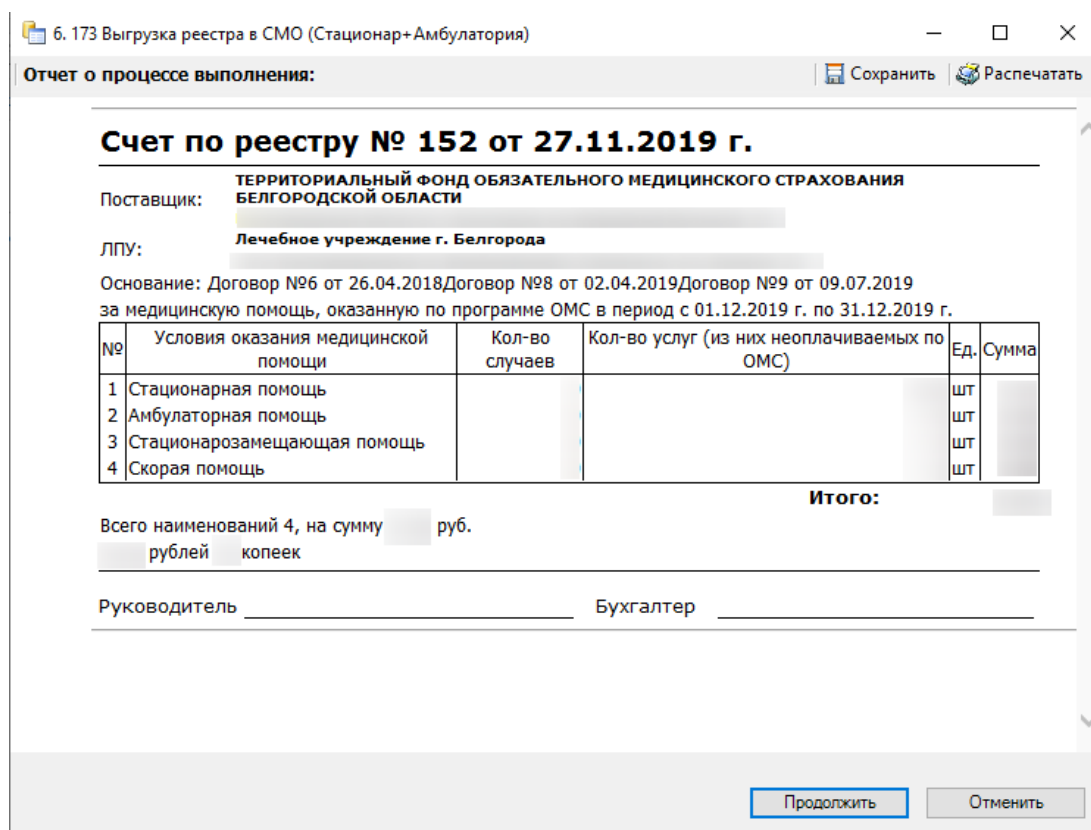 6. 173 Выгрузка реестра в СМО (Стационар+Амбулатория)
Отчет о процессе выполнения:
Сохранить
Распечатать
Счет по реестру № 152 от 27.11.2019 г.
Поставщик:
ТЕРРИТОРИАЛЬНЫЙ ФОНД ОБЯЗАТЕЛЬНОГО МЕДИЦИНСКОГО СТРАХОВАНИЯ
БЕЛГОРОДСКОЙ ОБЛАСТИ
ЛПУ:
Лечебное учреждение г. Белгорода
Основание: Договор №6 от 26.04.2018Договор №8 от 02.04.2019Договор №9 от 09.07.2019
за медицинскую помощь, оказанную по программе ОМС в период с 01.12.2019 г. по 31.12.2019 г.
№
Условия оказания медицинской
помощи
Кол-во
случаев
Кол-во услуг (из них неоплачиваемых по
ОМС)
Ед.
Сумма
1 Стационарная помощь шт
2 Амбулаторная помощь шт
3 Стационарозамещающая помощь шт
4 Скорая помощь шт
Итого:
Всего наименований 4, на сумму руб.
рублей копеек
Руководитель
Бухгалтер
Продолжить
Отменить